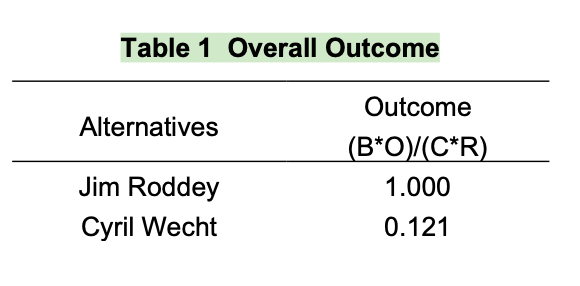 Table 1  Overall Outcome
Alternatives
Outcome
(B*O)/(C*R)
Jim Roddey 1.000
Cyril Wecht 0.121